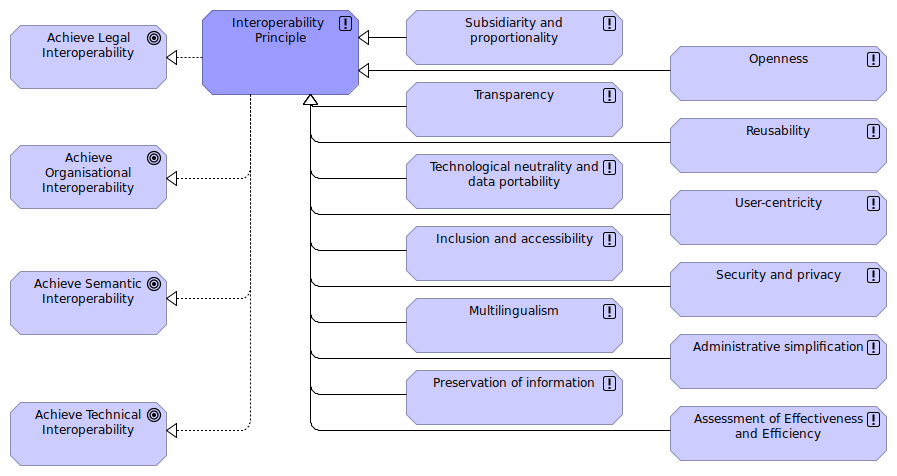 Achieve Legal
Interoperability
Achieve
Organisational
Interoperability
Achieve Semantic
Interoperability
Achieve Technical
Interoperability
Interoperability
Principle
Subsidiarity and
proportionality
Transparency
Technological neutrality and
data portability
Inclusion and accessibility
Multilingualism
Preservation of information
Openness
Reusability
User-centricity
Security and privacy
Administrative simplification
Assessment of Effectiveness
and Efficiency